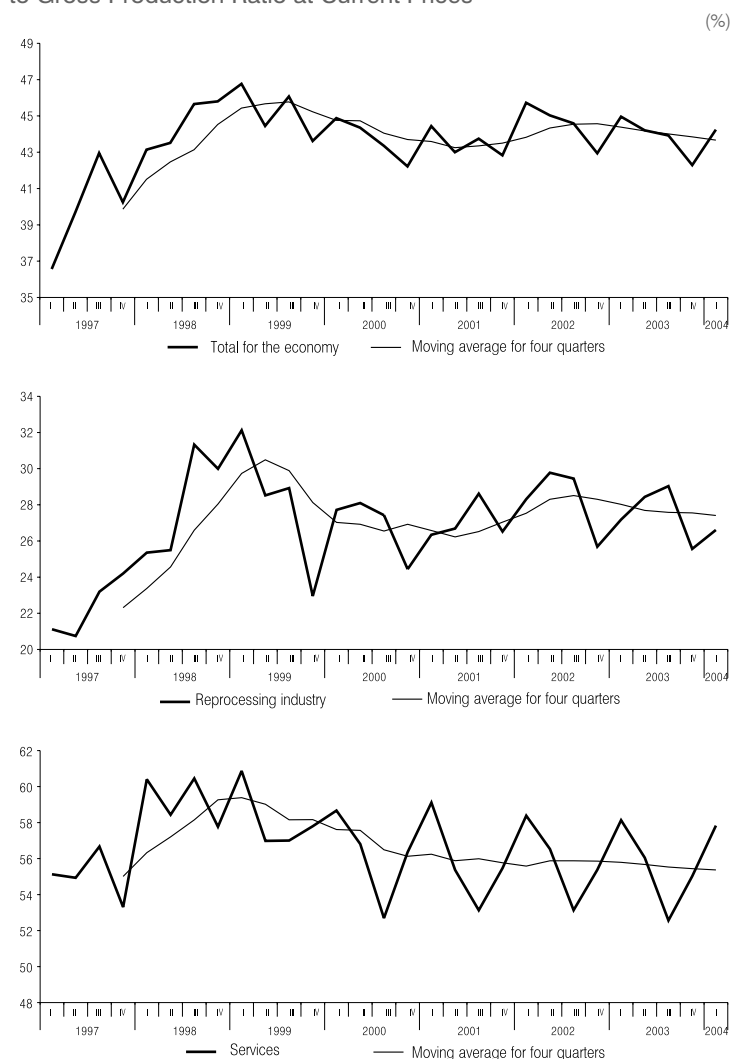 to Gross Production Ratio at Current Prices
(%)
49
47
45
43
41
39
37
35
I II III IV I II III IV I II III IV I II III IV I II III IV I II III IV I II III IV I
1997 1998 1999 2000 2001 2002 2003 2004
Total for the economy Moving average for four quarters
34
32
30
28
26
24
22
20
I II III IV I II III IV I II III IV I II III IV I II III IV I II III IV I II III IV I
1997 1998 1999 2000 2001 2002 2003 2004
Reprocessing industry Moving average for four quarters
62
60
58
56
54
52
50
48
I II III IV I II III IV I II III IV I II III IV I II III IV I II III IV I II III IV I
1997 1998 1999 2000 2001 2002 2003 2004
Services Moving average for four quarters